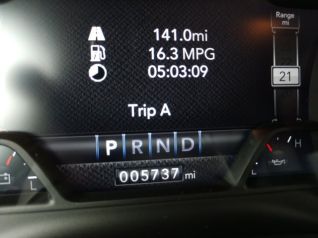 141.0mi
Range
mi
16.3 MPG
21
05:03:09
Trip A
P R N D
H
005737 mi